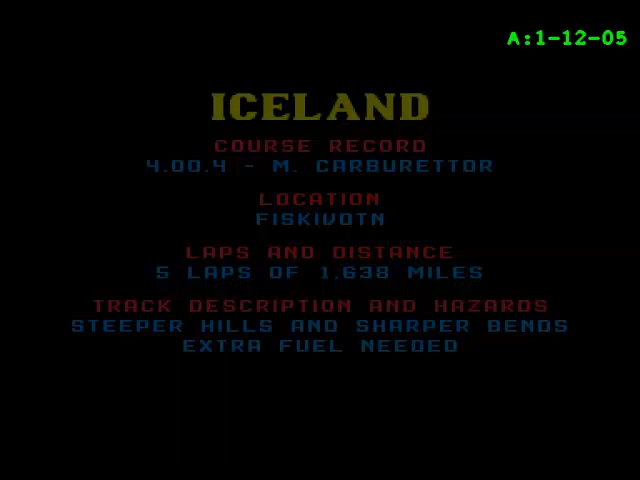 A:1-12-05
ICELAND
COURSE RECORD
4.00.4 - M. CARBURETTOR
LOCATION
FISKIVOTN
LAPS AND DISTANCE
5 LAPS OF 1.638 MILES
TRACK DESCRIPTION AND HAZARDS
STEEPER HILLS AND SHARPER BENDS
EXTRA FUEL NEEDED